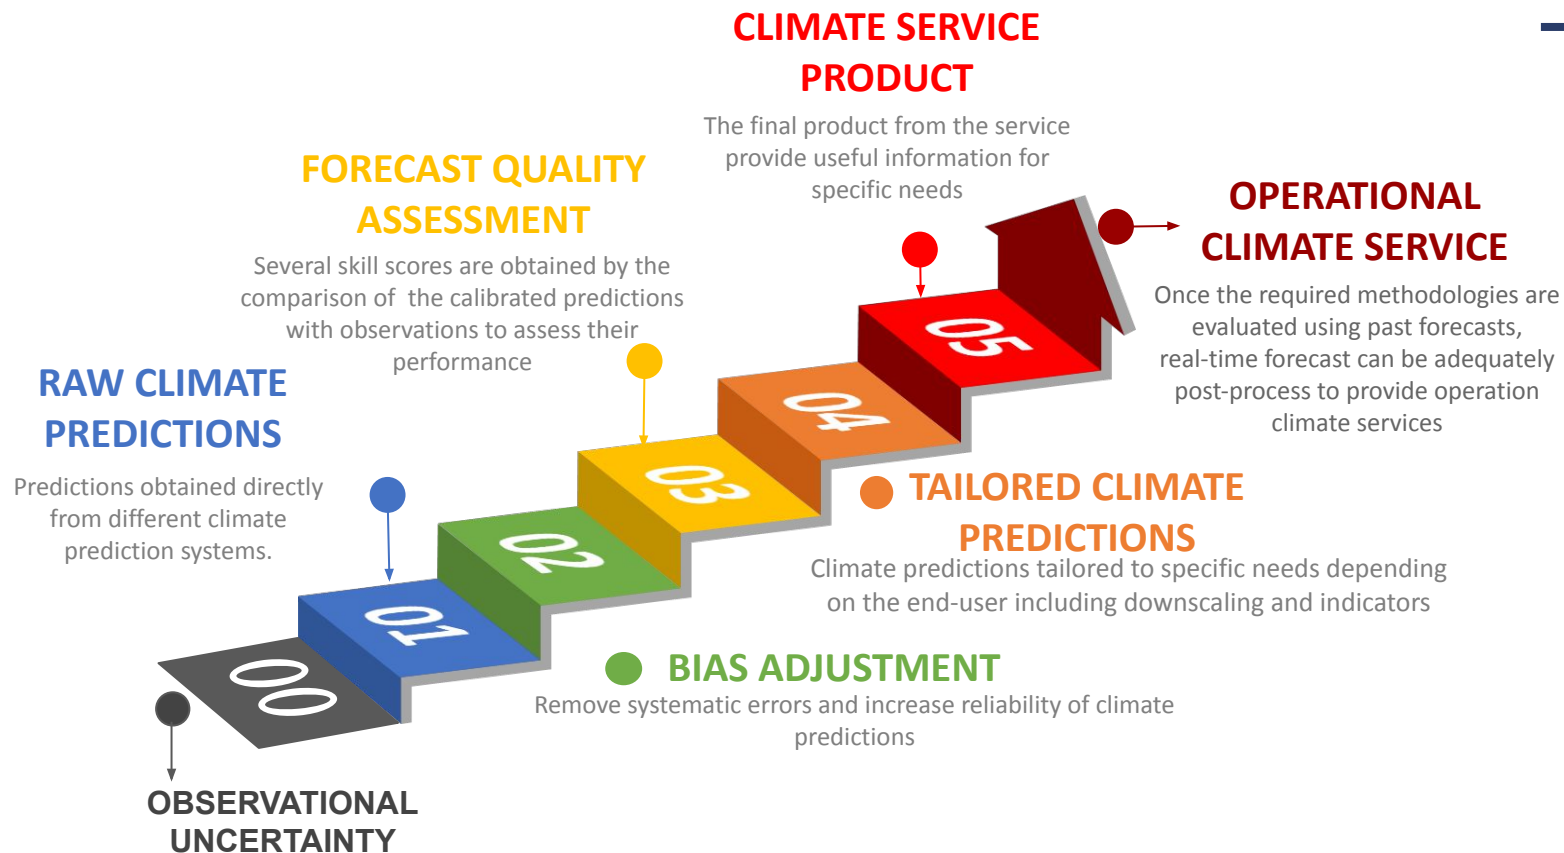 CLIMATE SERVICE
PRODUCT
The final product from the service
provide useful information for
specific needs
FORECAST QUALITY
ASSESSMENT
Several skill scores are obtained by the
comparison of the calibrated predictions
with observations to assess their
performance
OPERATIONAL
CLIMATE SERVICE
Once the required methodologies are
evaluated using past forecasts,
real-time forecast can be adequately
post-process to provide operation
climate services
RAW CLIMATE
PREDICTIONS
Predictions obtained directly
from different climate
prediction systems.
05
04
03
02
01
00
TAILORED CLIMATE
PREDICTIONS
Climate predictions tailored to specific needs depending
on the end-user including downscaling and indicators
BIAS ADJUSTMENT
Remove systematic errors and increase reliability of climate
predictions
OBSERVATIONAL
UNCERTAINTY